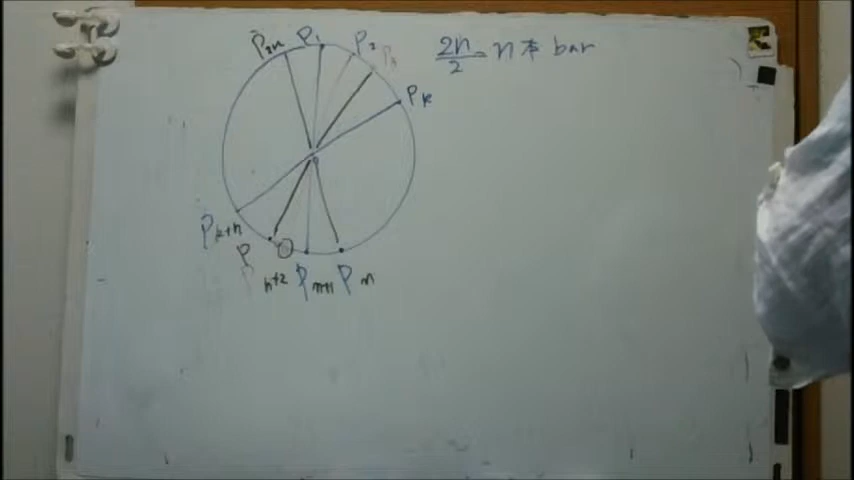 P2n P1 P2 P3
2n/2 = n本 bar
Pk
Pk+n
P n+2 Pn+1 Pn